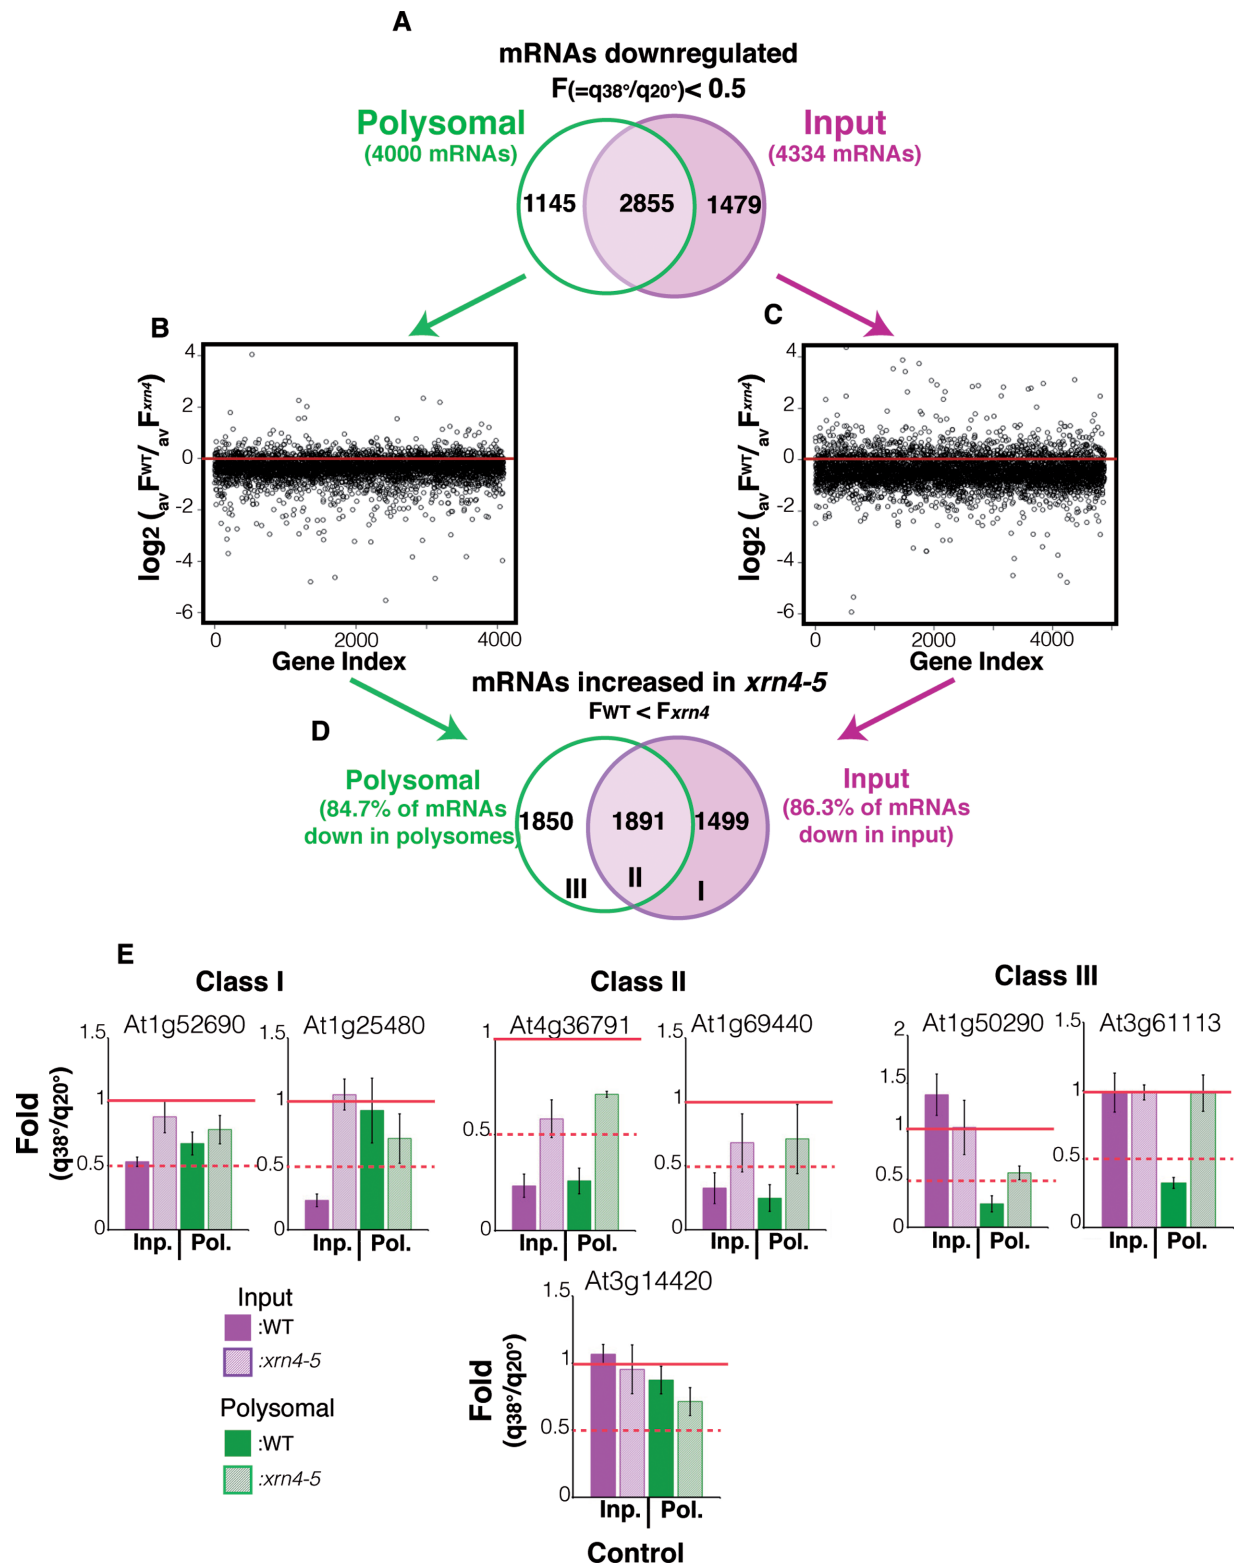 A
mRNAs downregulated
F(=q38°/q20°)< 0.5
Polysomal
(4000 mRNAs)
Input
(4334 mRNAs)
1145
2855
1479
B
C
log2 (avFWT/avFxrn4)
4
2
0
-2
-4
-6
0
2000
4000
Gene Index
log2 (avFWT/avFxrn4)
4
2
0
-2
-4
-6
0
2000
4000
Gene Index
mRNAs increased in xrn4-5
FWT < Fxrn4
D
Polysomal
(84.7% of mRNAs
down in polysomes)
Input
(86.3% of mRNAs
down in input)
1850
1891
1499
III
II
I
E
Class I
Class II
Class III
Fold
(q38°/q20°)
At1g52690
1.5
1
0.5
0
Inp.
Pol.
At1g25480
1.5
1
0.5
0
Inp.
Pol.
At4g36791
1
0.5
0
Inp.
Pol.
At1g69440
1.5
1
0.5
0
Inp.
Pol.
At1g50290
2
1.5
1
0.5
0
Inp.
Pol.
At3g61113
1.5
1
0.5
0
Inp.
Pol.
Input
:WT
:xrn4-5
Polysomal
:WT
:xrn4-5
At3g14420
Fold
(q38°/q20°)
1.5
1
0.5
0
Inp.
Pol.
Control